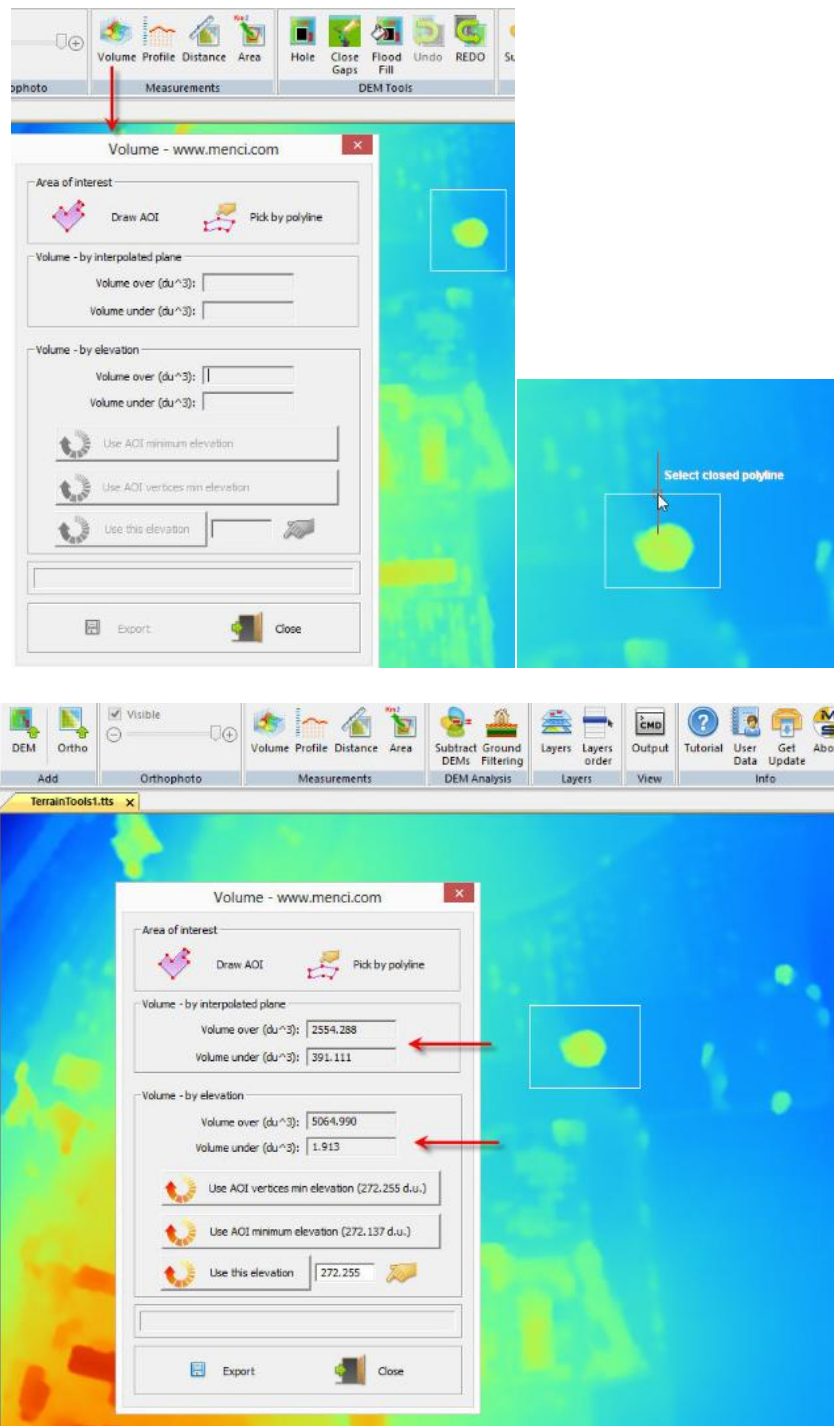 Volume Profile Distance Area
Hole Close Gaps Flood Fill Undo REDO
ophoto Measurements DEM Tools
Volume - www.menci.com
Area of interest
Draw AOI Pick by polyline
Volume - by interpolated plane
Volume over (du^3):
Volume under (du^3):
Volume - by elevation
Volume over (du^3):
Volume under (du^3):
Use AOI minimum elevation
Use AOI vertices min elevation
Use this elevation
Export Close
Select closed polyline
DEM Ortho
Visible
Volume Profile Distance Area
Subtract DEMs Ground Filtering
Layers Layers order
CMD
Output Tutorial User Data Get Update Abo
Add Orthophoto Measurements DEM Analysis Layers View Info
TerrainTools1.tts x
Volume - www.menci.com
Area of interest
Draw AOI Pick by polyline
Volume - by interpolated plane
Volume over (du^3): 2554.288
Volume under (du^3): 391.111
Volume - by elevation
Volume over (du^3): 5064.990
Volume under (du^3): 1.913
Use AOI vertices min elevation (272.255 d.u.)
Use AOI minimum elevation (272.137 d.u.)
Use this elevation 272.255
Export Close